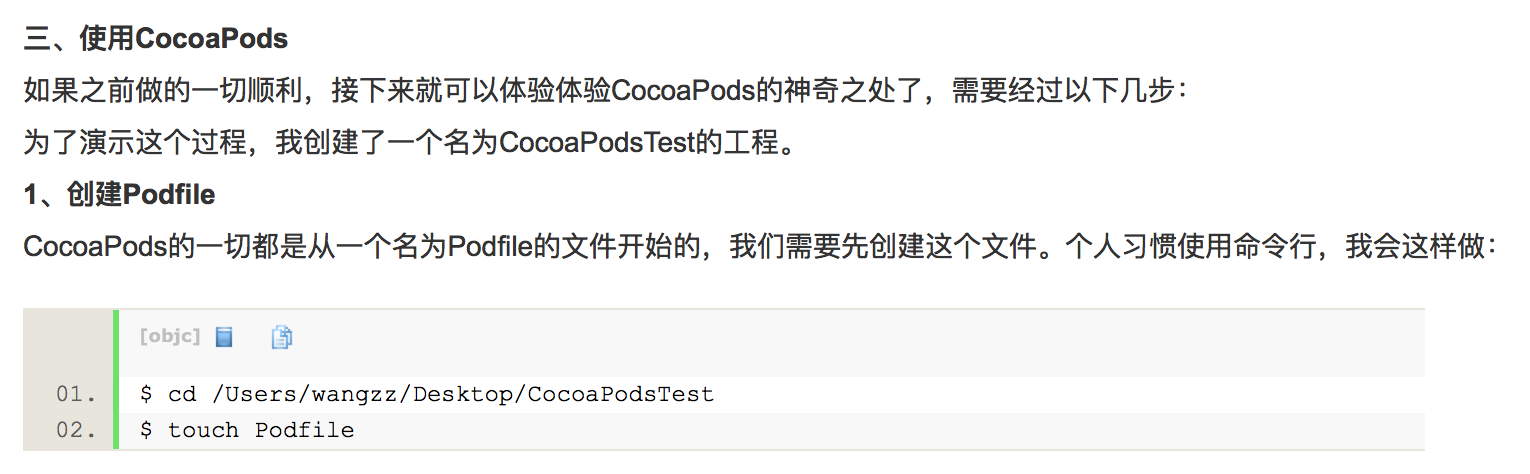 三、使用CocoaPods
如果之前做的一切顺利，接下来就可以体验体验CocoaPods的神奇之处了，需要经过以下几步：
为了演示这个过程，我创建了一个名为CocoaPodsTest的工程。
1、创建Podfile
CocoaPods的一切都是从一个名为Podfile的文件开始的，我们需要先创建这个文件。个人习惯使用命令行，我会这样做：
[objc]
01. $ cd /Users/wangzz/Desktop/CocoaPodsTest
02. $ touch Podfile